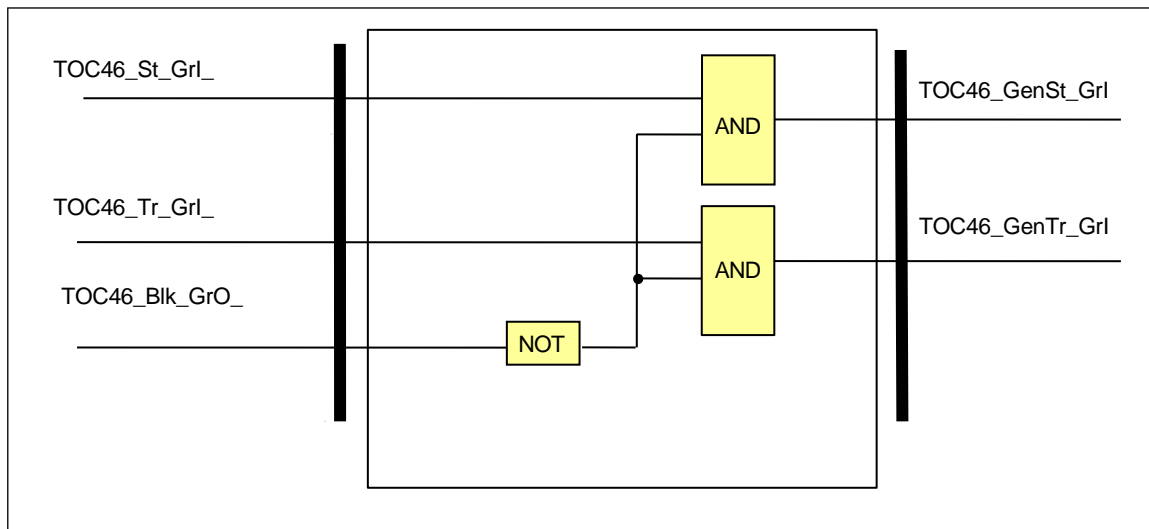 TOC46_St_GrI_
TOC46_GenSt_GrI
AND
TOC46_Tr_GrI_
TOC46_GenTr_GrI
AND
TOC46_Blk_GrO_
NOT